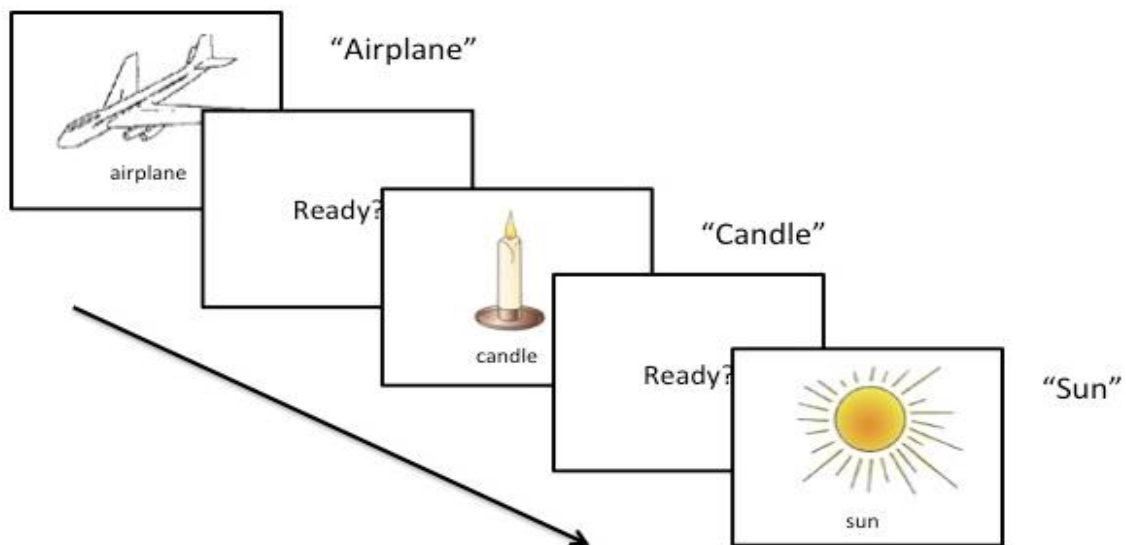 “Airplane”
airplane
Ready?
“Candle”
candle
Ready?
“Sun”
sun